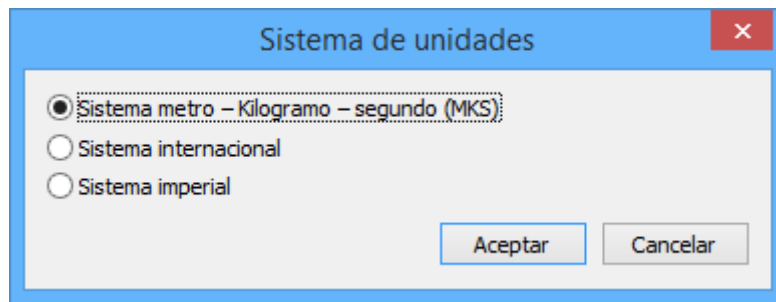 Sistema de unidades
Sistema metro – Kilogramo – segundo (MKS)
Sistema internacional
Sistema imperial
Aceptar Cancelar